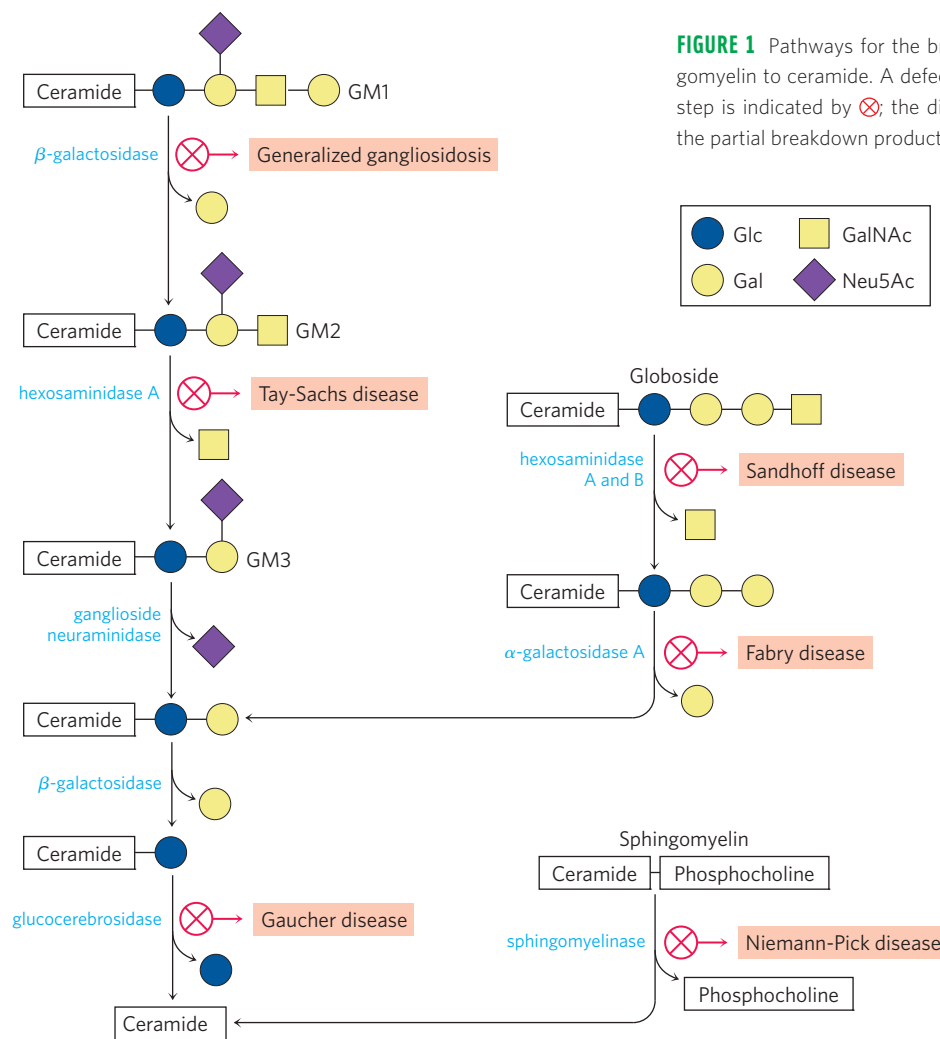 FIGURE 1 Pathways for the br
gomyelin to ceramide. A defec
step is indicated by ⊗; the di
the partial breakdown product
Glc
GalNAc
Gal
Neu5Ac
Ceramide
GM1
β-galactosidase
Generalized gangliosidosis
Ceramide
GM2
hexosaminidase A
Tay-Sachs disease
Ceramide
GM3
ganglioside
neuraminidase
Ceramide
β-galactosidase
Ceramide
glucocerebrosidase
Gaucher disease
Ceramide
Globoside
Ceramide
hexosaminidase
A and B
Sandhoff disease
Ceramide
α-galactosidase A
Fabry disease
Sphingomyelin
Ceramide
Phosphocholine
sphingomyelinase
Niemann-Pick disease
Phosphocholine